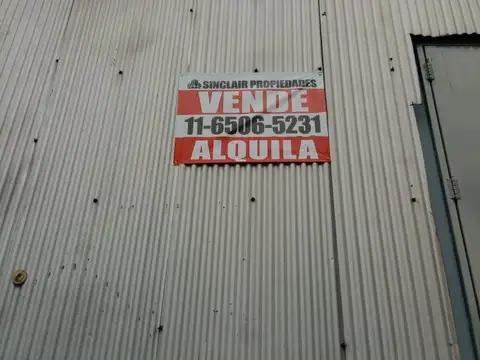 SINCLAIR PROPIEDADES
VENDE
11-6506-5231
ALQUILA